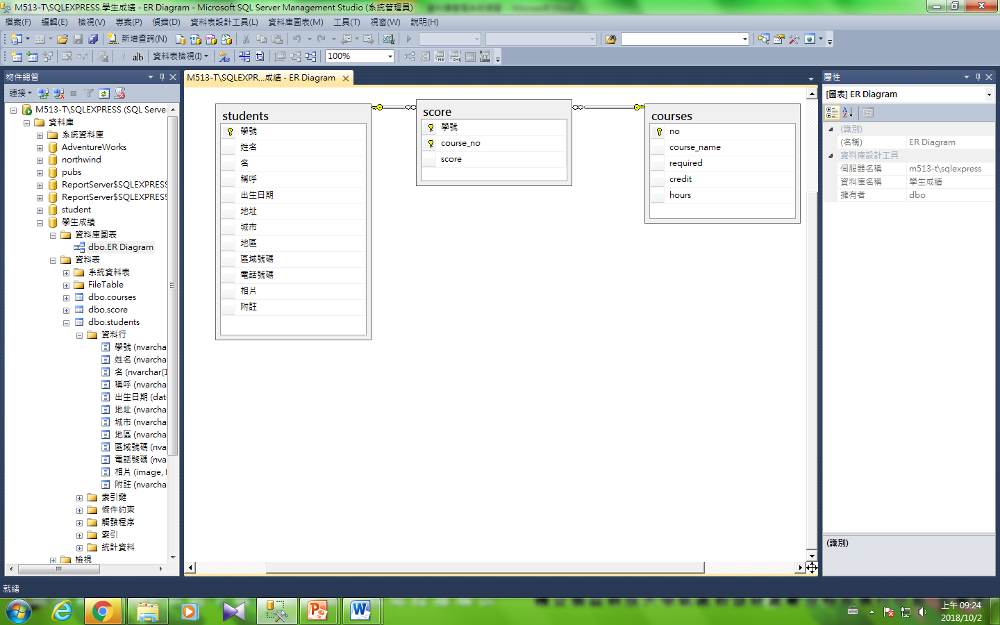 M513-T\SQLEXPRESS.學生成績 - ER Diagram - Microsoft SQL Server Management Studio (系統管理員)
檔案(F) 編輯(E) 檢視(V) 專案(P) 偵錯(D) 資料表設計工具(L) 資料庫圖表(M) 工具(T) 視窗(W) 說明(H)
新增查詢(N)
資料表檢視(I) 100%
物件總管
連接
M513-T\SQLEXPRESS (SQL Serve
資料庫
系統資料庫
AdventureWorks
northwind
pubs
ReportServer$SQLEXPRESS
ReportServer$SQLEXPRESS
student
學生成績
資料庫圖表
dbo.ER Diagram
資料表
系統資料表
FileTable
dbo.courses
dbo.score
dbo.students
資料行
學號 (nvarcha
姓名 (nvarcha
名 (nvarchar(1
稱呼 (nvarcha
出生日期 (dat
地址 (nvarcha
城市 (nvarcha
地區 (nvarcha
區域號碼 (nva
電話號碼 (nva
相片 (image,
附註 (nvarcha
索引鍵
條件約束
觸發程序
索引
統計資料
檢視
M513-T\SQLEXPR...成績 - ER Diagram
students
學號
姓名
名
稱呼
出生日期
地址
城市
地區
區域號碼
電話號碼
相片
附註
score
學號
course_no
score
courses
no
course_name
required
credit
hours
屬性
[圖表] ER Diagram
(識別)
(名稱) ER Diagram
資料庫設計工具
伺服器名稱 m513-t\sqlexpress
資料庫名稱 學生成績
擁有者 dbo
(識別)
就緒
上午 09:24
2018/10/2